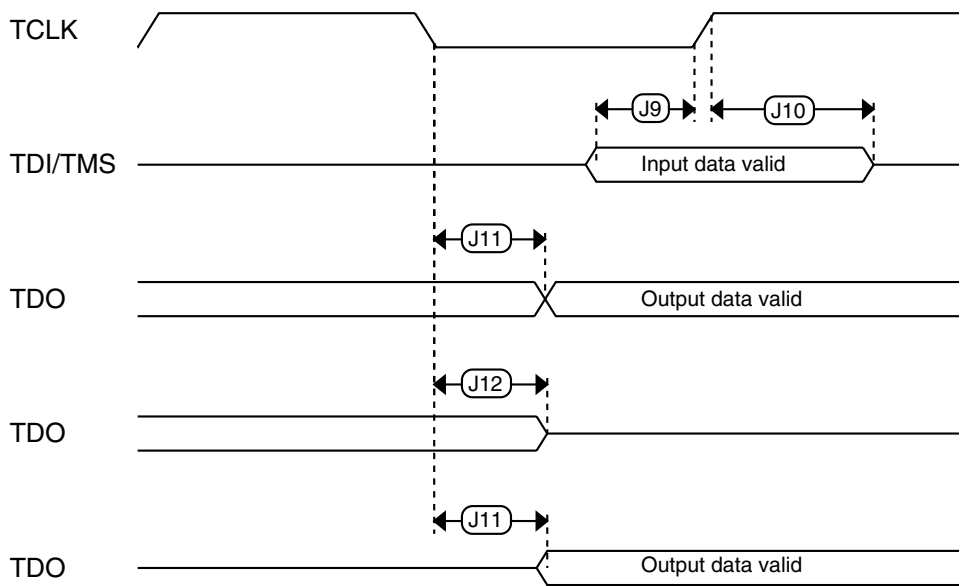 TCLK
J9
J10
TDI/TMS
Input data valid
J11
TDO
Output data valid
J12
TDO
J11
TDO
Output data valid